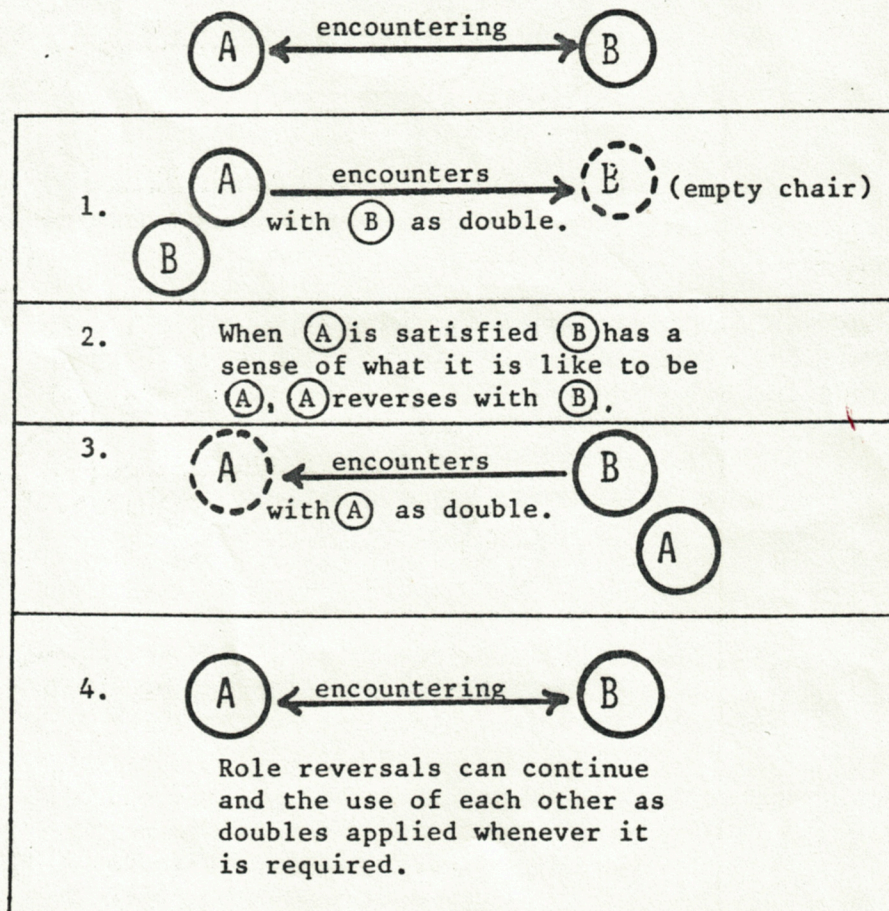 A encountering B
A encounters B (empty chair)
1.
with B as double.
B
2. When A is satisfied B has a
sense of what it is like to be
A, A reverses with B.
3.
A encounters B
with A as double.
A
4. A encountering B
Role reversals can continue
and the use of each other as
doubles applied whenever it
is required.